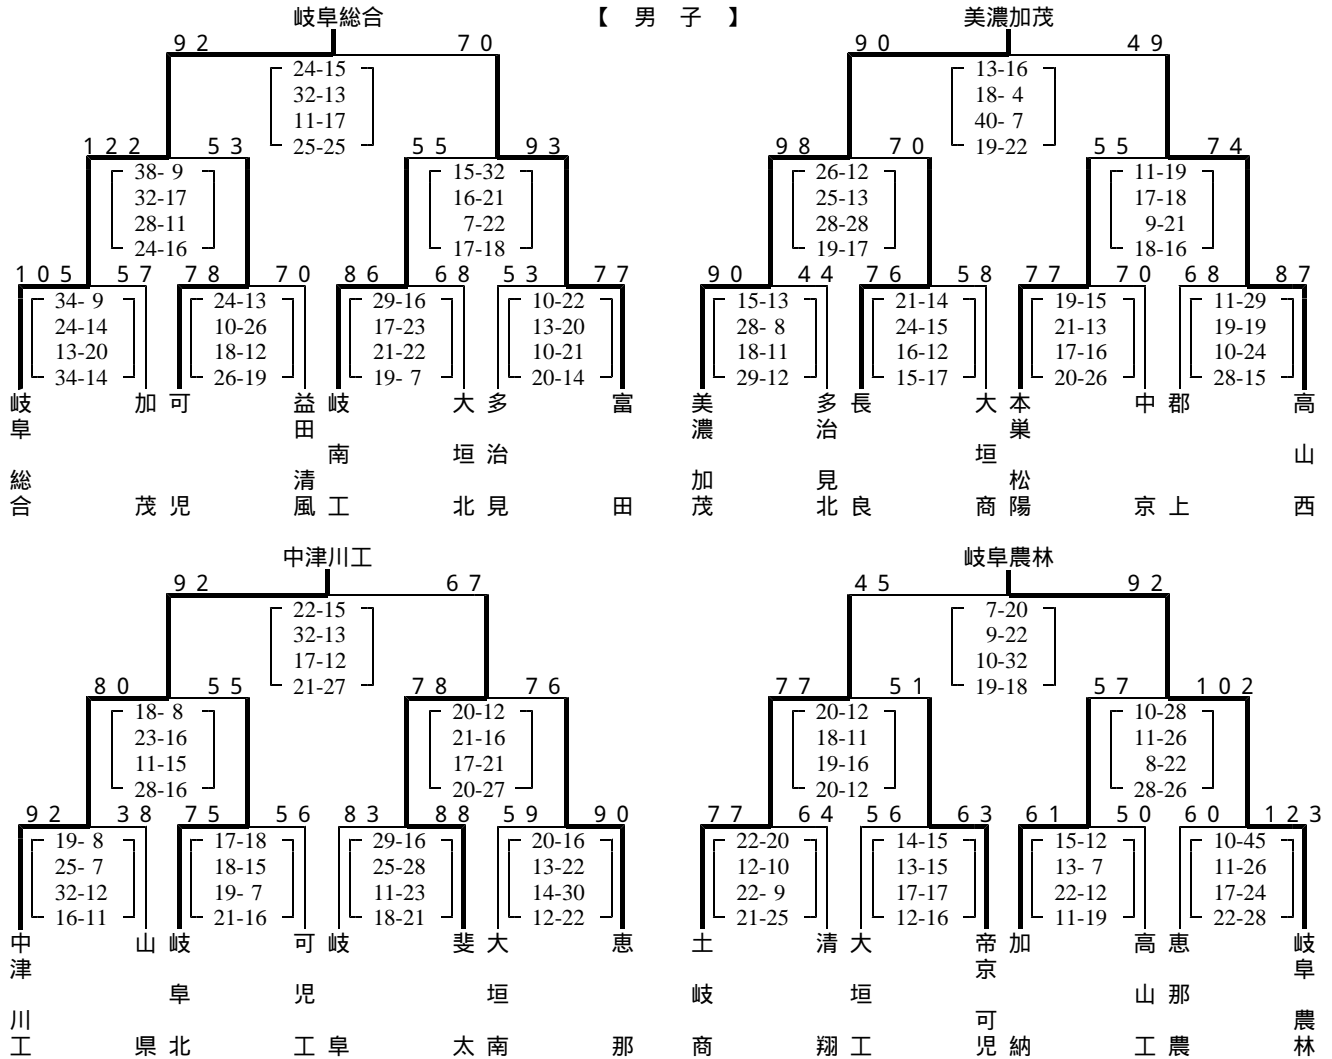 岐阜総合 【 男 子 】 美濃加茂
92 70 90 49
24-15 13-16
32-13 18- 4
11-17 40- 7
25-25 19-22
122 53 55 93 98 70 55 74
38- 9 15-32 26-12 11-19
32-17 16-21 25-13 17-18
28-11 7-22 28-28 9-21
24-16 17-18 19-17 18-16
105 57 78 70 86 68 53 77 90 44 76 58 77 70 68 87
34- 9 24-13 29-16 10-22 15-13 21-14 19-15 11-29
24-14 10-26 17-23 13-20 28- 8 24-15 21-13 19-19
13-20 18-12 21-22 10-21 18-11 16-12 17-16 10-24
34-14 26-19 19- 7 20-14 29-12 15-17 20-26 28-15
岐阜総合 加茂 可児 益田清風 岐南工 大垣北 多治見 富田 美濃加茂 多治見北 長良 大垣商 本巣松陽 中京 郡上 高山西
中津川工 岐阜農林
92 67 45 92
22-15 7-20
32-13 9-22
17-12 10-32
21-27 19-18
80 55 78 76 77 51 57 102
18- 8 20-12 20-12 10-28
23-16 21-16 18-11 11-26
11-15 17-21 19-16 8-22
28-16 20-27 20-12 28-26
92 38 75 56 83 88 59 90 77 64 56 63 61 50 60 123
19- 8 17-18 29-16 20-16 22-20 14-15 15-12 10-45
25- 7 18-15 25-28 13-22 12-10 13-15 13- 7 11-26
32-12 19- 7 11-23 14-30 22- 9 17-17 22-12 17-24
16-11 21-16 18-21 12-22 21-25 12-16 11-19 22-28
中津川工 山県 岐阜北 可児工 岐阜 斐太 大垣南 恵那 土岐商 清翔 大垣工 帝京可児 加納 高山工 恵那農 岐阜農林